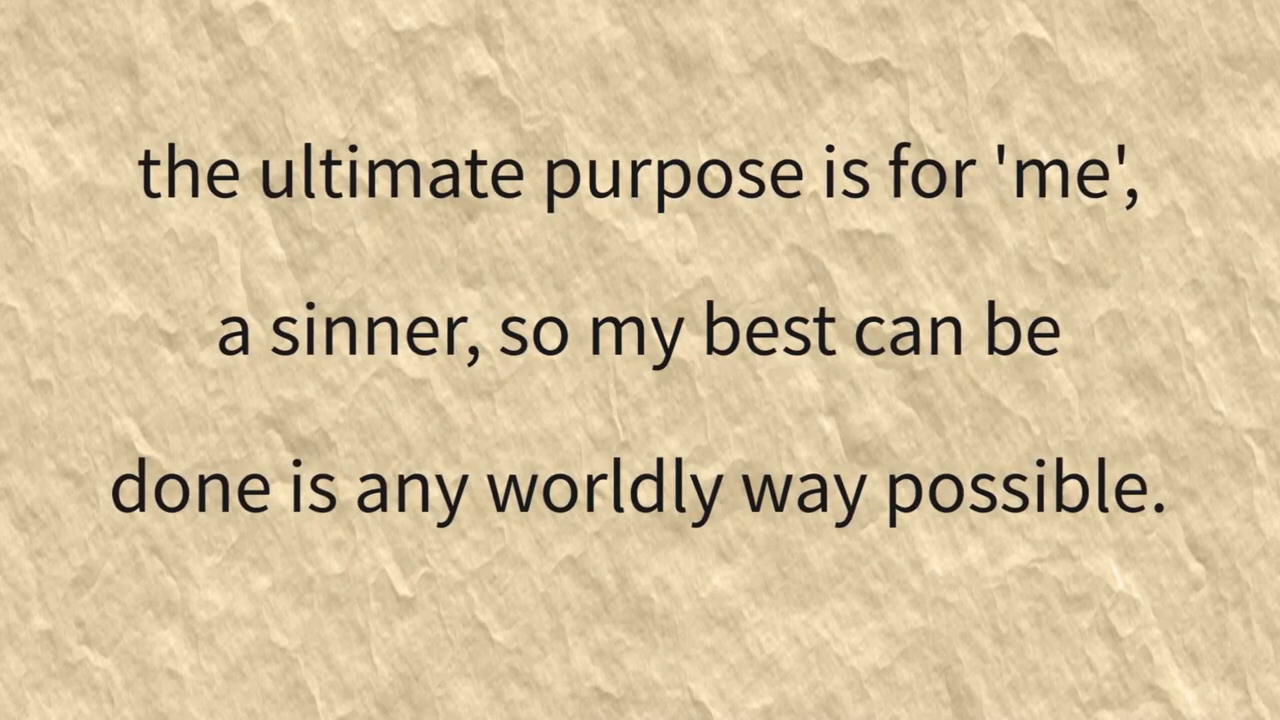 the ultimate purpose is for 'me',
a sinner, so my best can be
done is any worldly way possible.